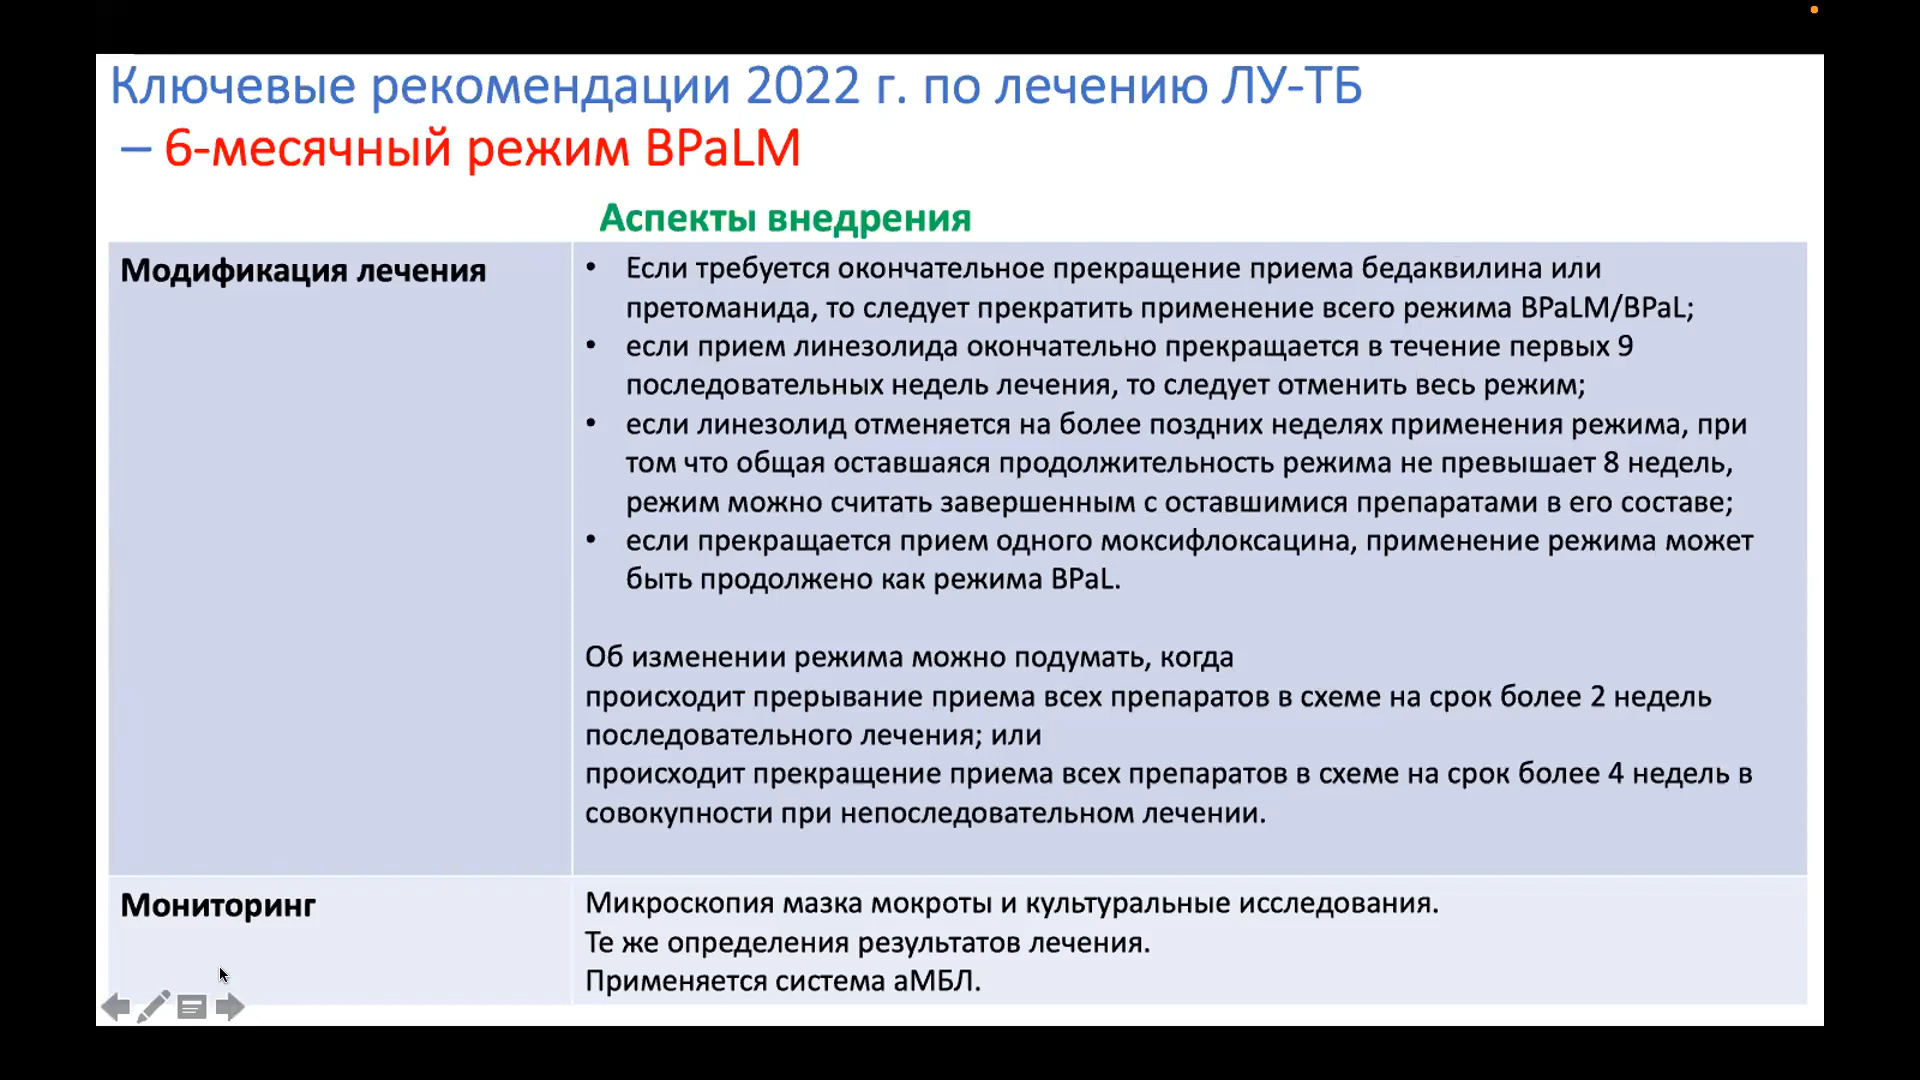 Ключевые рекомендации 2022 г. по лечению ЛУ-ТБ
– 6-месячный режим BPaLM
Аспекты внедрения
Модификация лечения
• Если требуется окончательное прекращение приема бедаквилина или
претоманида, то следует прекратить применение всего режима BPaLM/BPaL;
• если прием линезолида окончательно прекращается в течение первых 9
последовательных недель лечения, то следует отменить весь режим;
• если линезолид отменяется на более поздних неделях применения режима, при
том что общая оставшаяся продолжительность режима не превышает 8 недель,
режим можно считать завершенным с оставшимися препаратами в его составе;
• если прекращается прием одного моксифлоксацина, применение режима может
быть продолжено как режима BPaL.
Об изменении режима можно подумать, когда
происходит прерывание приема всех препаратов в схеме на срок более 2 недель
последовательного лечения; или
происходит прекращение приема всех препаратов в схеме на срок более 4 недель в
совокупности при непоследовательном лечении.
Мониторинг
Микроскопия мазка мокроты и культуральные исследования.
Те же определения результатов лечения.
Применяется система аМБЛ.